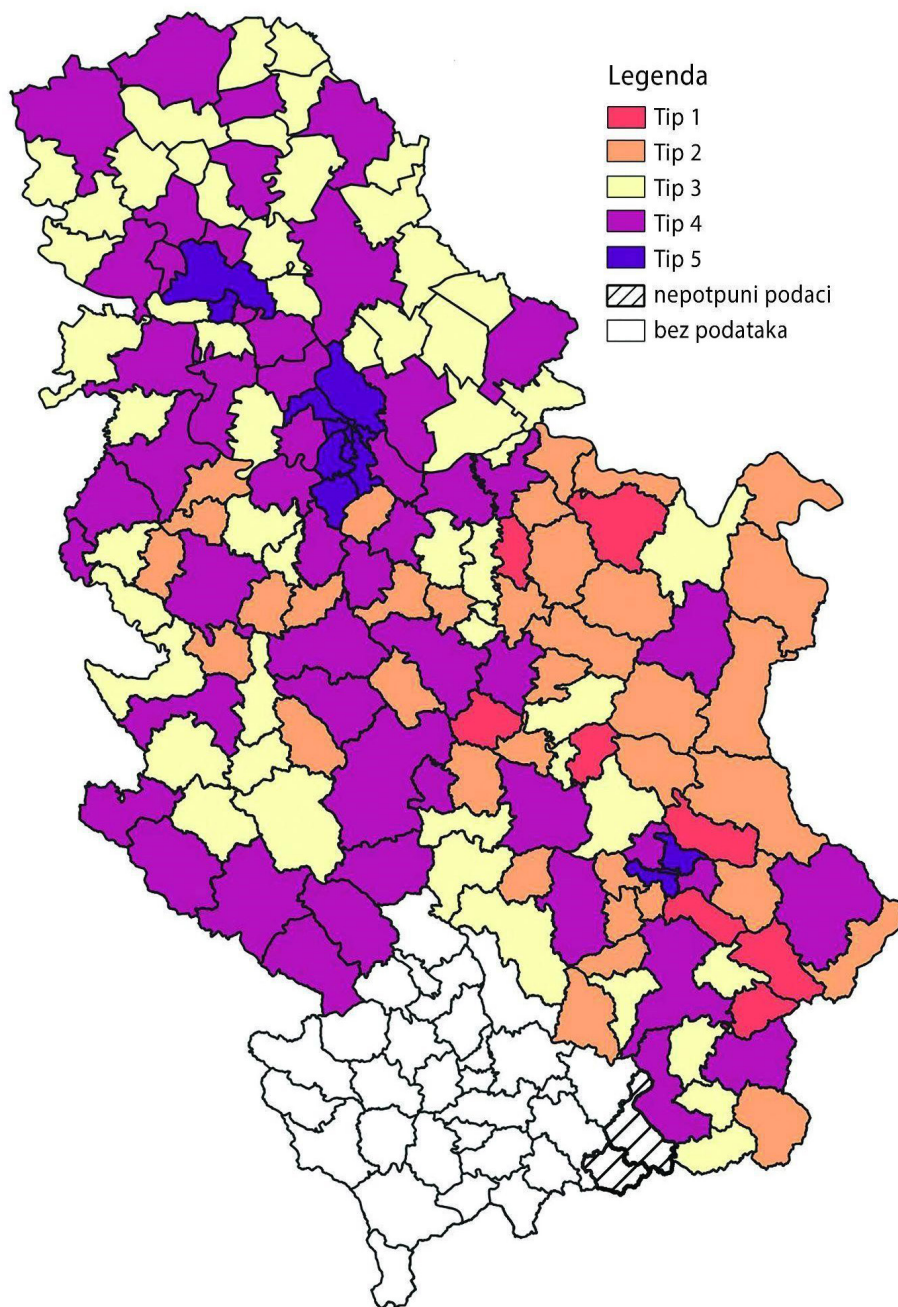 Legenda
Tip 1
Tip 2
Tip 3
Tip 4
Tip 5
nepotpuni podaci
bez podataka